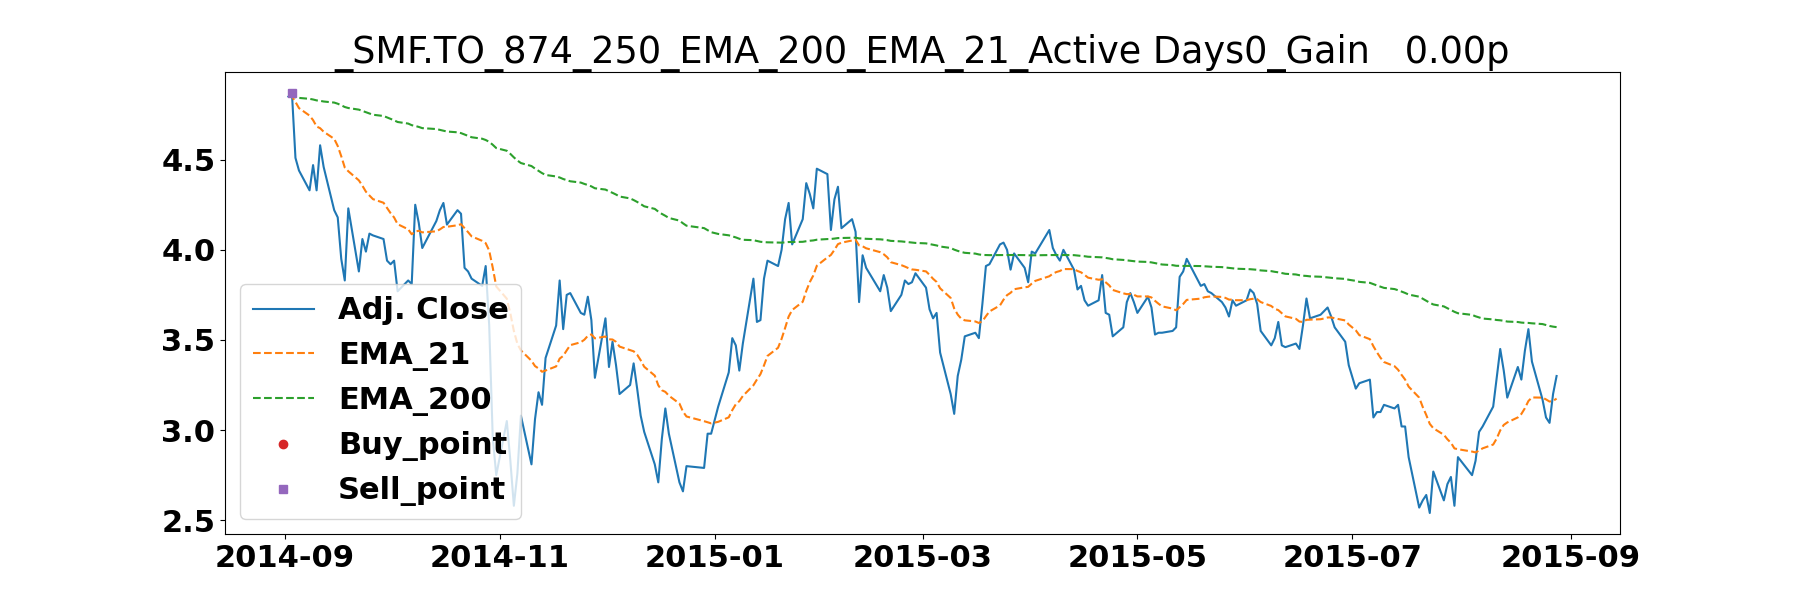 _SMF.TO_874_250_EMA_200_EMA_21_Active Days0_Gain   0.00p
4.5
4.0
3.5
3.0
2.5
Adj. Close
EMA_21
EMA_200
Buy_point
Sell_point
2014-09 2014-11 2015-01 2015-03 2015-05 2015-07 2015-09